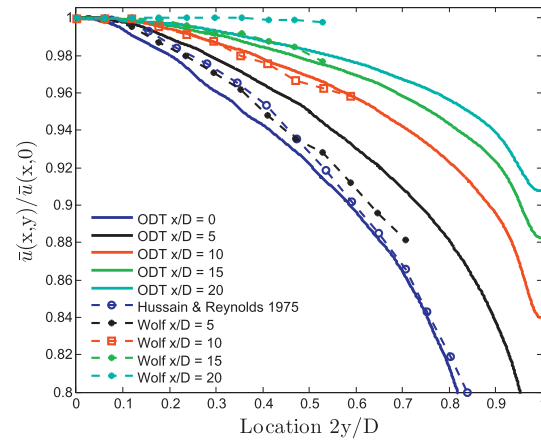 1
0.98
0.96
0.94
0.92
0.9
0.88
0.86
0.84
0.82
0.8
ū(x,y)/ū(x,0)
ODT x/D = 0
ODT x/D = 5
ODT x/D = 10
ODT x/D = 15
ODT x/D = 20
Hussain & Reynolds 1975
Wolf x/D = 5
Wolf x/D = 10
Wolf x/D = 15
Wolf x/D = 20
0 0.1 0.2 0.3 0.4 0.5 0.6 0.7 0.8 0.9 1
Location 2y/D